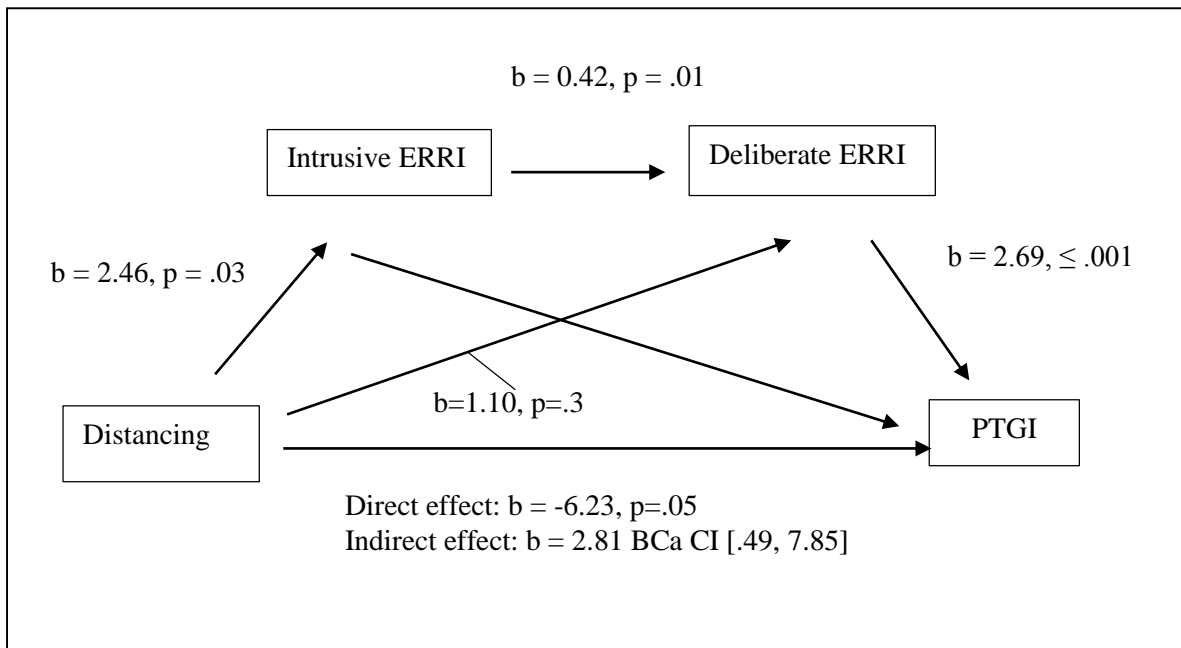 b = 0.42, p = .01
Intrusive ERRI
Deliberate ERRI
b = 2.46, p = .03
b = 2.69, ≤ .001
b=1.10, p=.3
Distancing
PTGI
Direct effect: b = -6.23, p=.05
Indirect effect: b = 2.81 BCa CI [.49, 7.85]